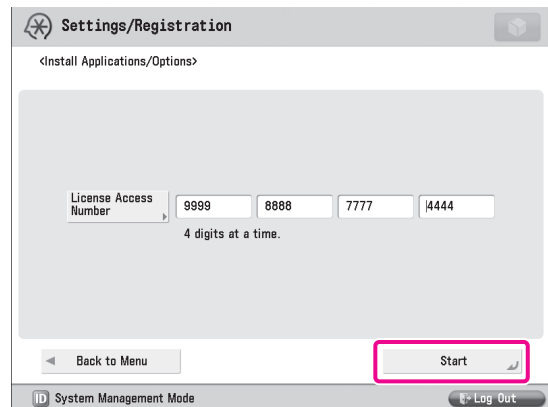 Settings/Registration
<Install Applications/Options>
License Access
Number
9999
8888
7777
4444
4 digits at a time.
Back to Menu
Start
ID System Management Mode
Log Out